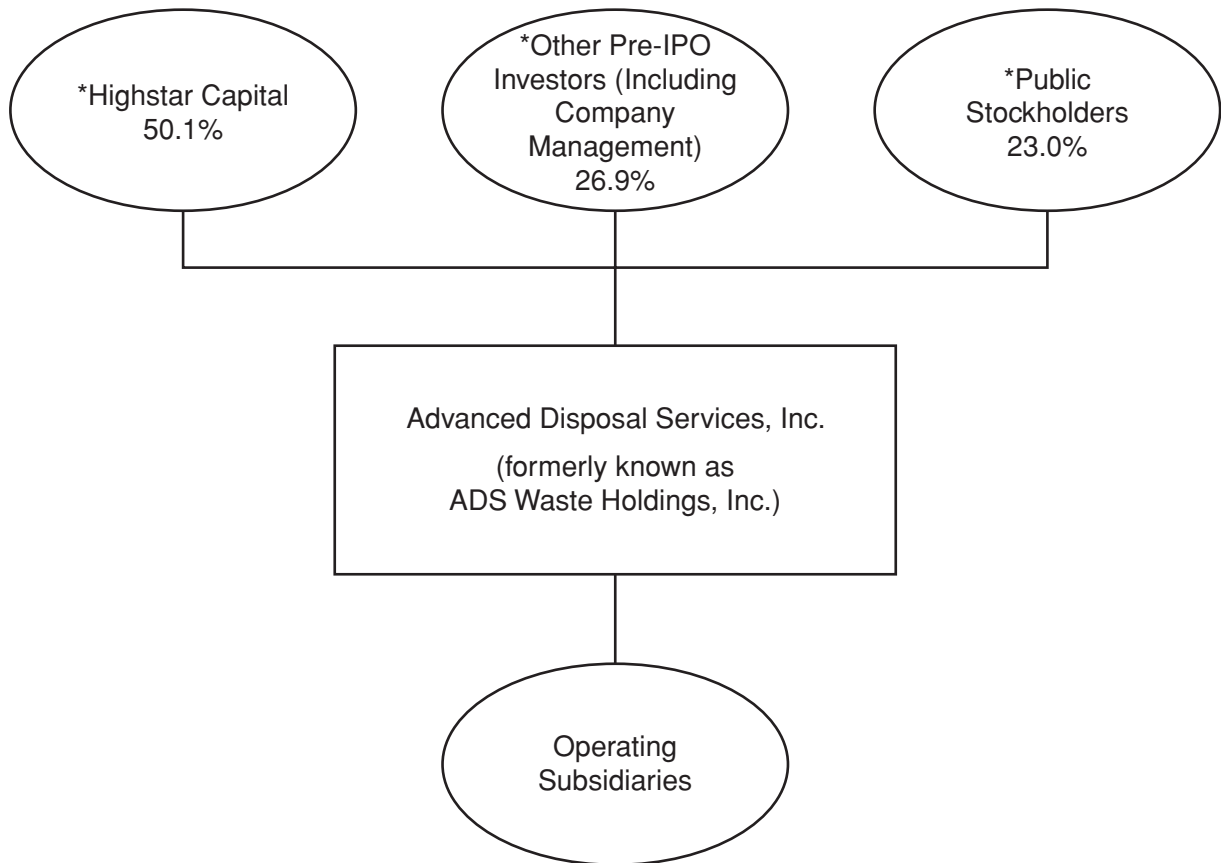 *Highstar Capital
50.1%
*Other Pre-IPO
Investors (Including
Company
Management)
26.9%
*Public
Stockholders
23.0%
Advanced Disposal Services, Inc.
(formerly known as
ADS Waste Holdings, Inc.)
Operating
Subsidiaries